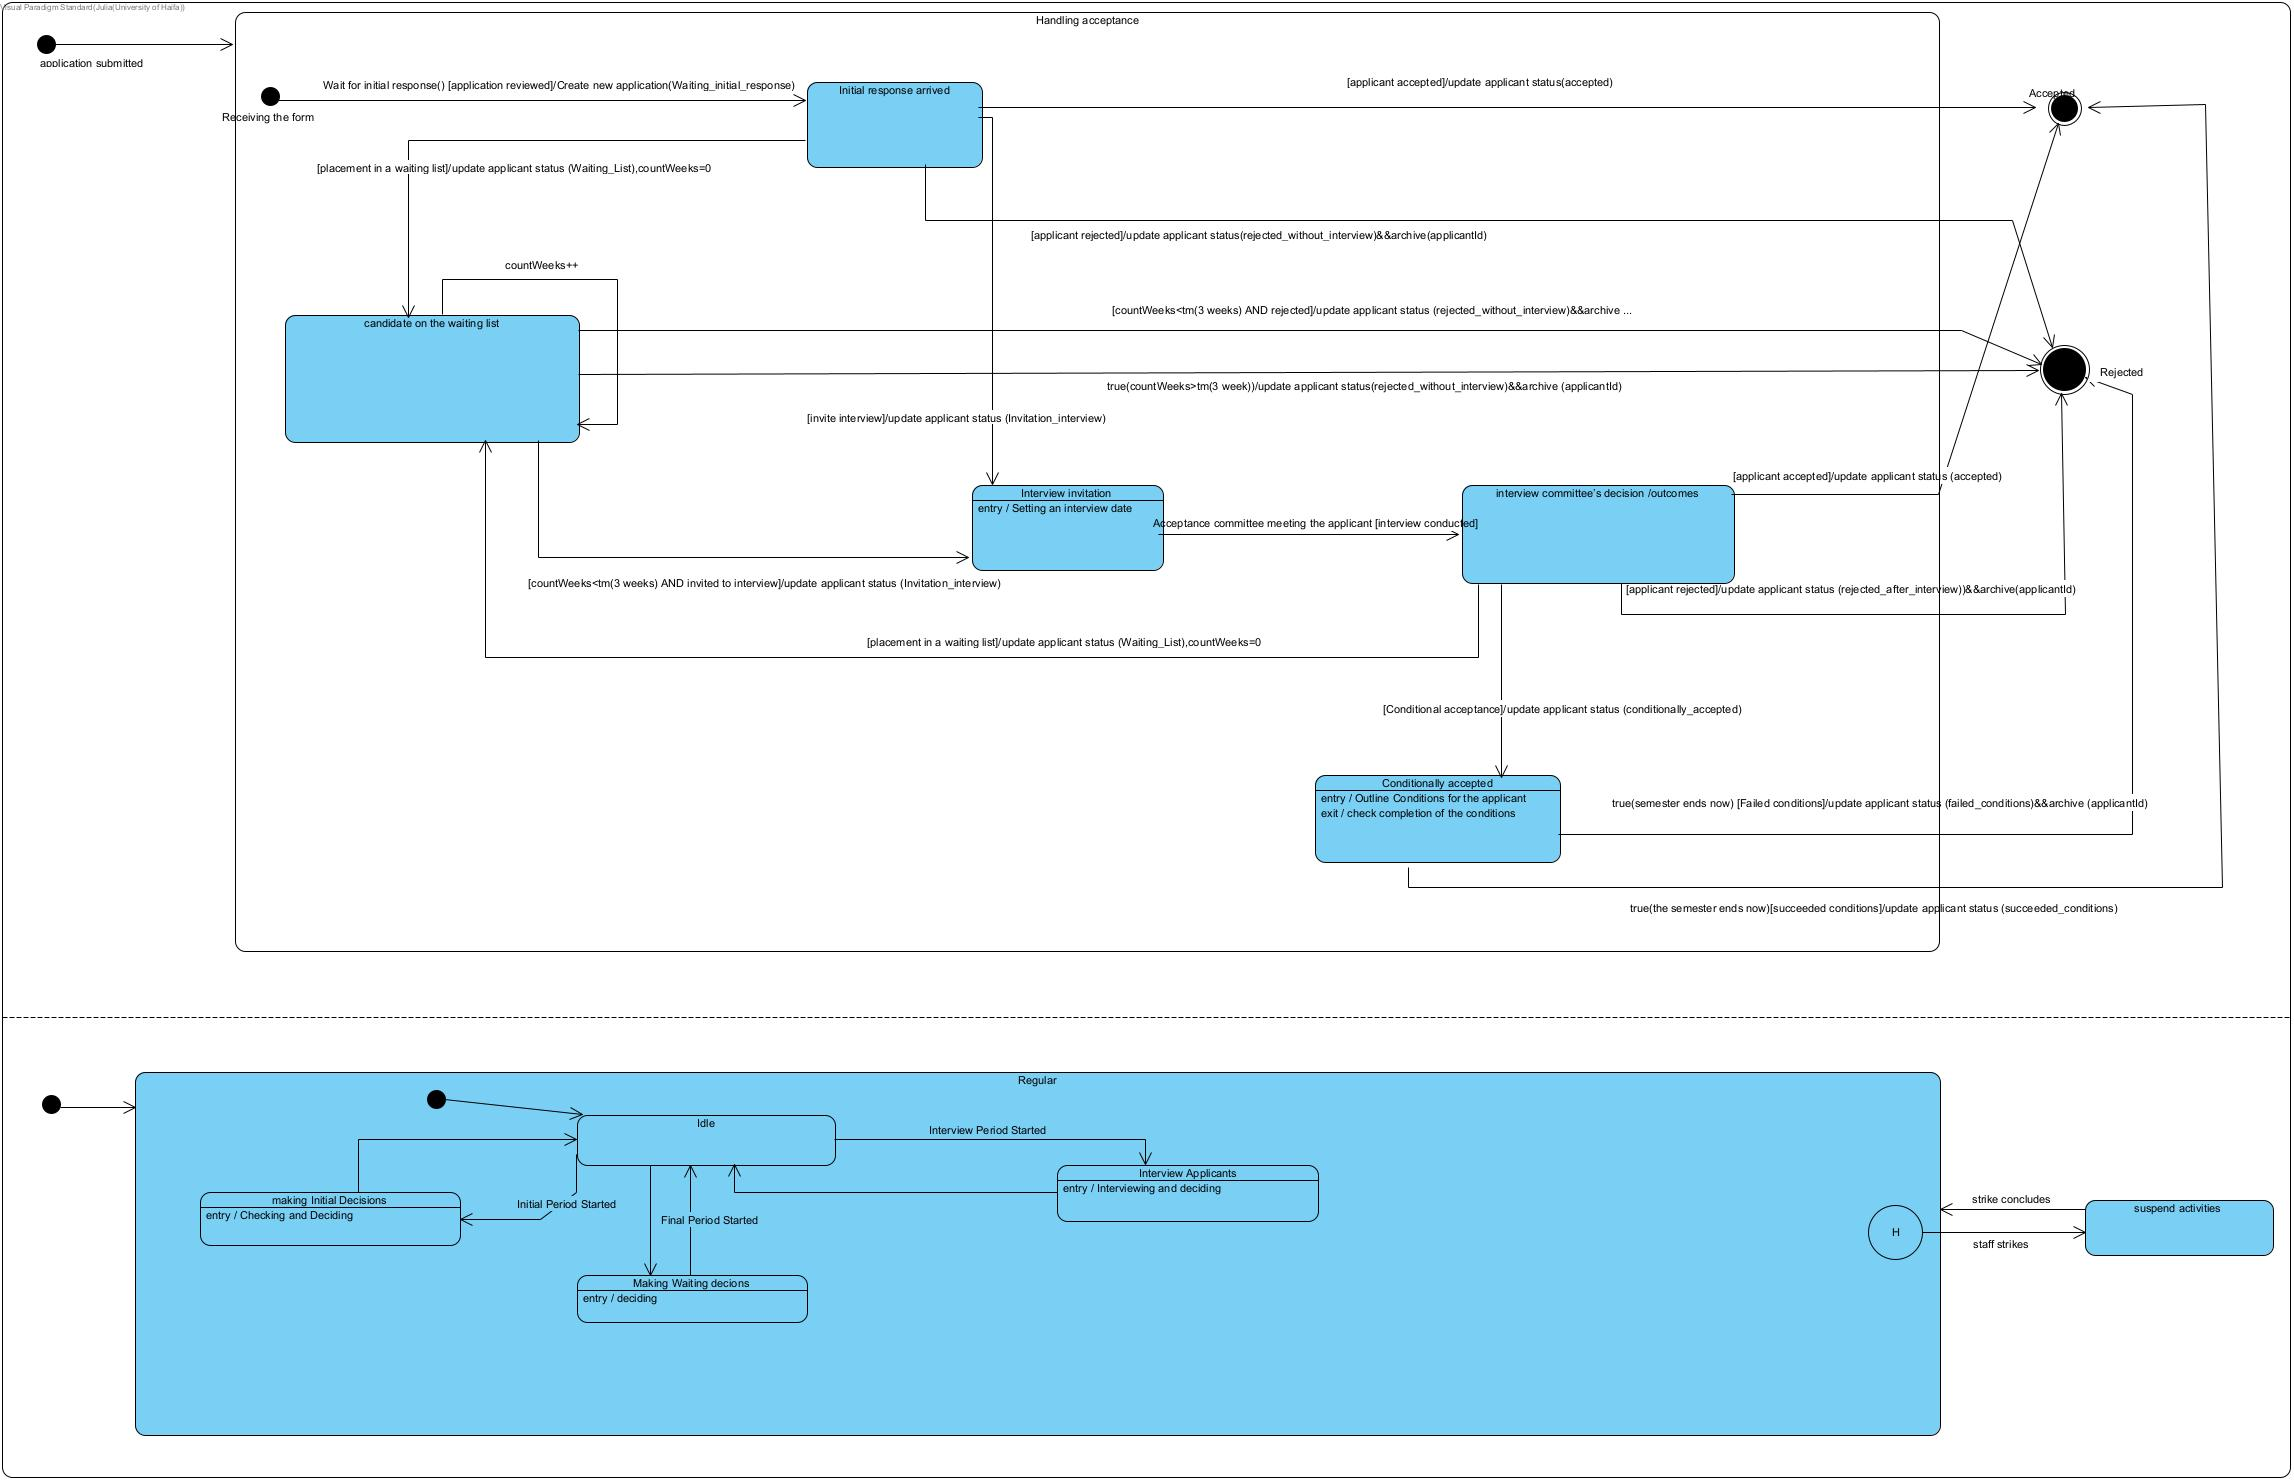 Visual Paradigm Standard(Julia(University of Haifa))
Handling acceptance
application submitted
Wait for initial response() [application reviewed]/Create new application(Waiting_initial_response)
Receiving the form
Initial response arrived
[applicant accepted]/update applicant status(accepted)
Accepted
[placement in a waiting list]/update applicant status (Waiting_List),countWeeks=0
[applicant rejected]/update applicant status(rejected_without_interview)&&archive(applicantId)
countWeeks++
candidate on the waiting list
[countWeeks<tm(3 weeks) AND rejected]/update applicant status (rejected_without_interview)&&archive ...
true(countWeeks>tm(3 week))/update applicant status(rejected_without_interview)&&archive (applicantId)
Rejected
[invite interview]/update applicant status (Invitation_interview)
Interview invitation
entry / Setting an interview date
Acceptance committee meeting the applicant [interview conducted]
interview committee's decision /outcomes
[applicant accepted]/update applicant status (accepted)
[countWeeks<tm(3 weeks) AND invited to interview]/update applicant status (Invitation_interview)
[applicant rejected]/update applicant status (rejected_after_interview))&&archive(applicantId)
[placement in a waiting list]/update applicant status (Waiting_List),countWeeks=0
[Conditional acceptance]/update applicant status (conditionally_accepted)
Conditionally accepted
entry / Outline Conditions for the applicant
exit / check completion of the conditions
true(semester ends now) [Failed conditions]/update applicant status (failed_conditions)&&archive (applicantId)
true(the semester ends now)[succeeded conditions]/update applicant status (succeeded_conditions)
Regular
Idle
Interview Period Started
Interview Applicants
entry / Interviewing and deciding
making Initial Decisions
entry / Checking and Deciding
Initial Period Started
Final Period Started
Making Waiting decions
entry / deciding
H
strike concludes
staff strikes
suspend activities